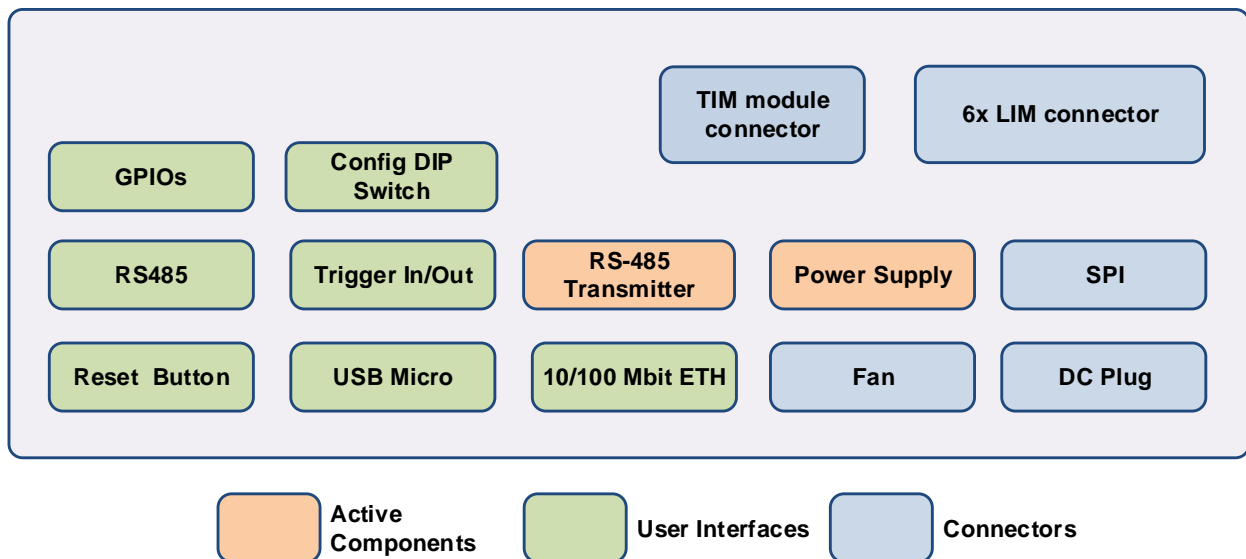 TIM module
connector
6x LIM connector
GPIOs
Config DIP
Switch
RS485
Trigger In/Out
RS-485
Transmitter
Power Supply
SPI
Reset Button
USB Micro
10/100 Mbit ETH
Fan
DC Plug
Active
Components
User Interfaces
Connectors